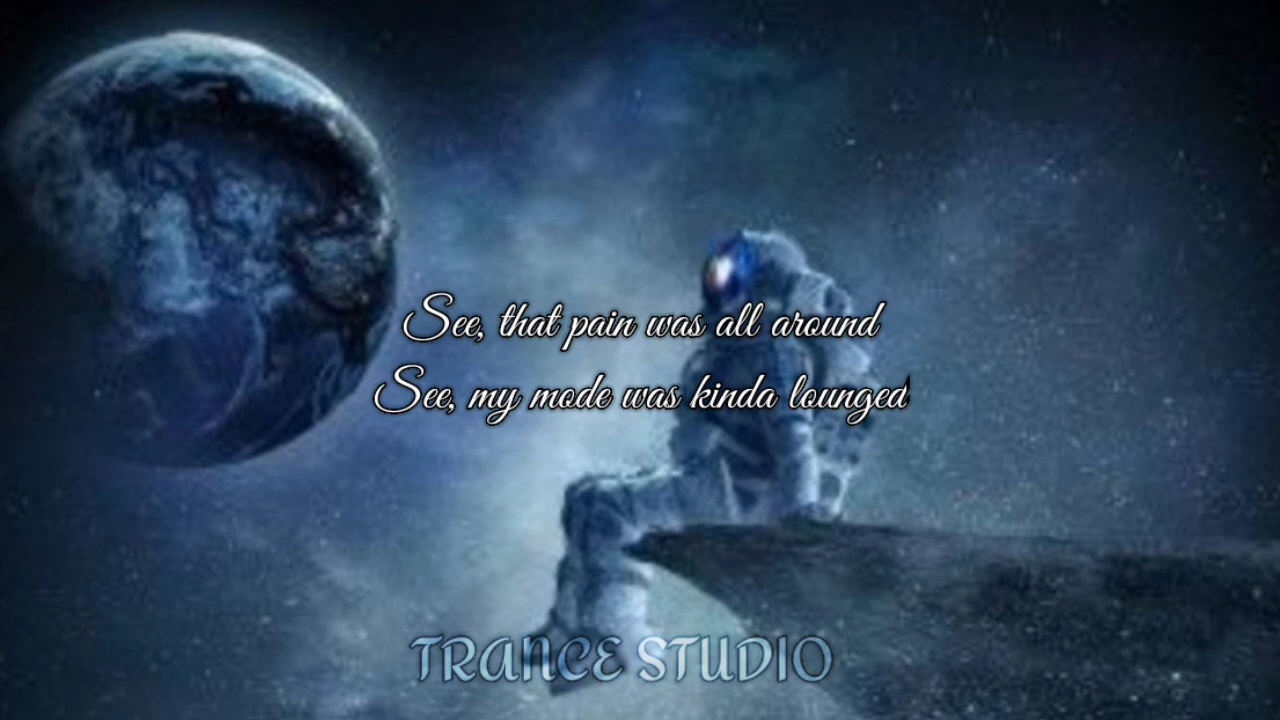 See, that pain was all around
See, my mode was kinda lounged
TRANCE STUDIO